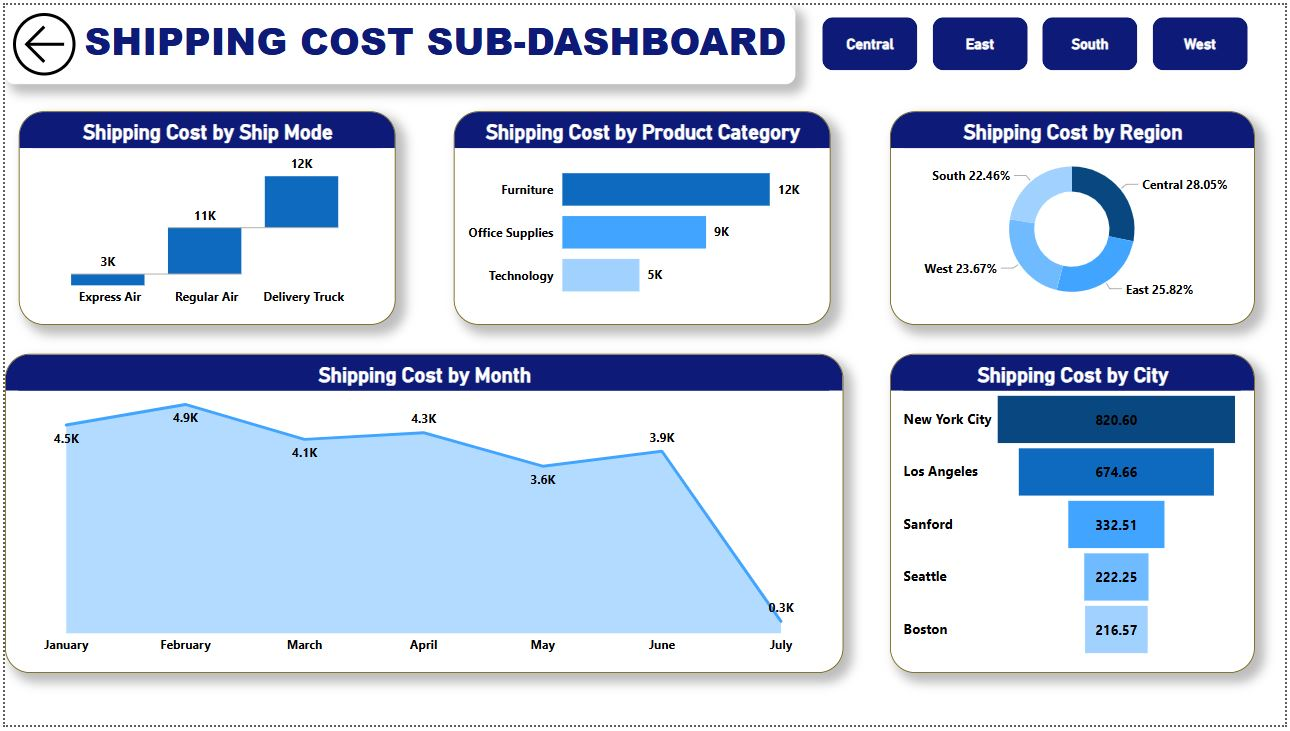 SHIPPING COST SUB-DASHBOARD
Central
East
South
West
Shipping Cost by Ship Mode
12K
11K
3K
Express Air
Regular Air
Delivery Truck
Shipping Cost by Product Category
Furniture
12K
Office Supplies
9K
Technology
5K
Shipping Cost by Region
South 22.46%
Central 28.05%
West 23.67%
East 25.82%
Shipping Cost by Month
4.5K
4.9K
4.1K
4.3K
3.6K
3.9K
0.3K
January
February
March
April
May
June
July
Shipping Cost by City
New York City
820.60
Los Angeles
674.66
Sanford
332.51
Seattle
222.25
Boston
216.57